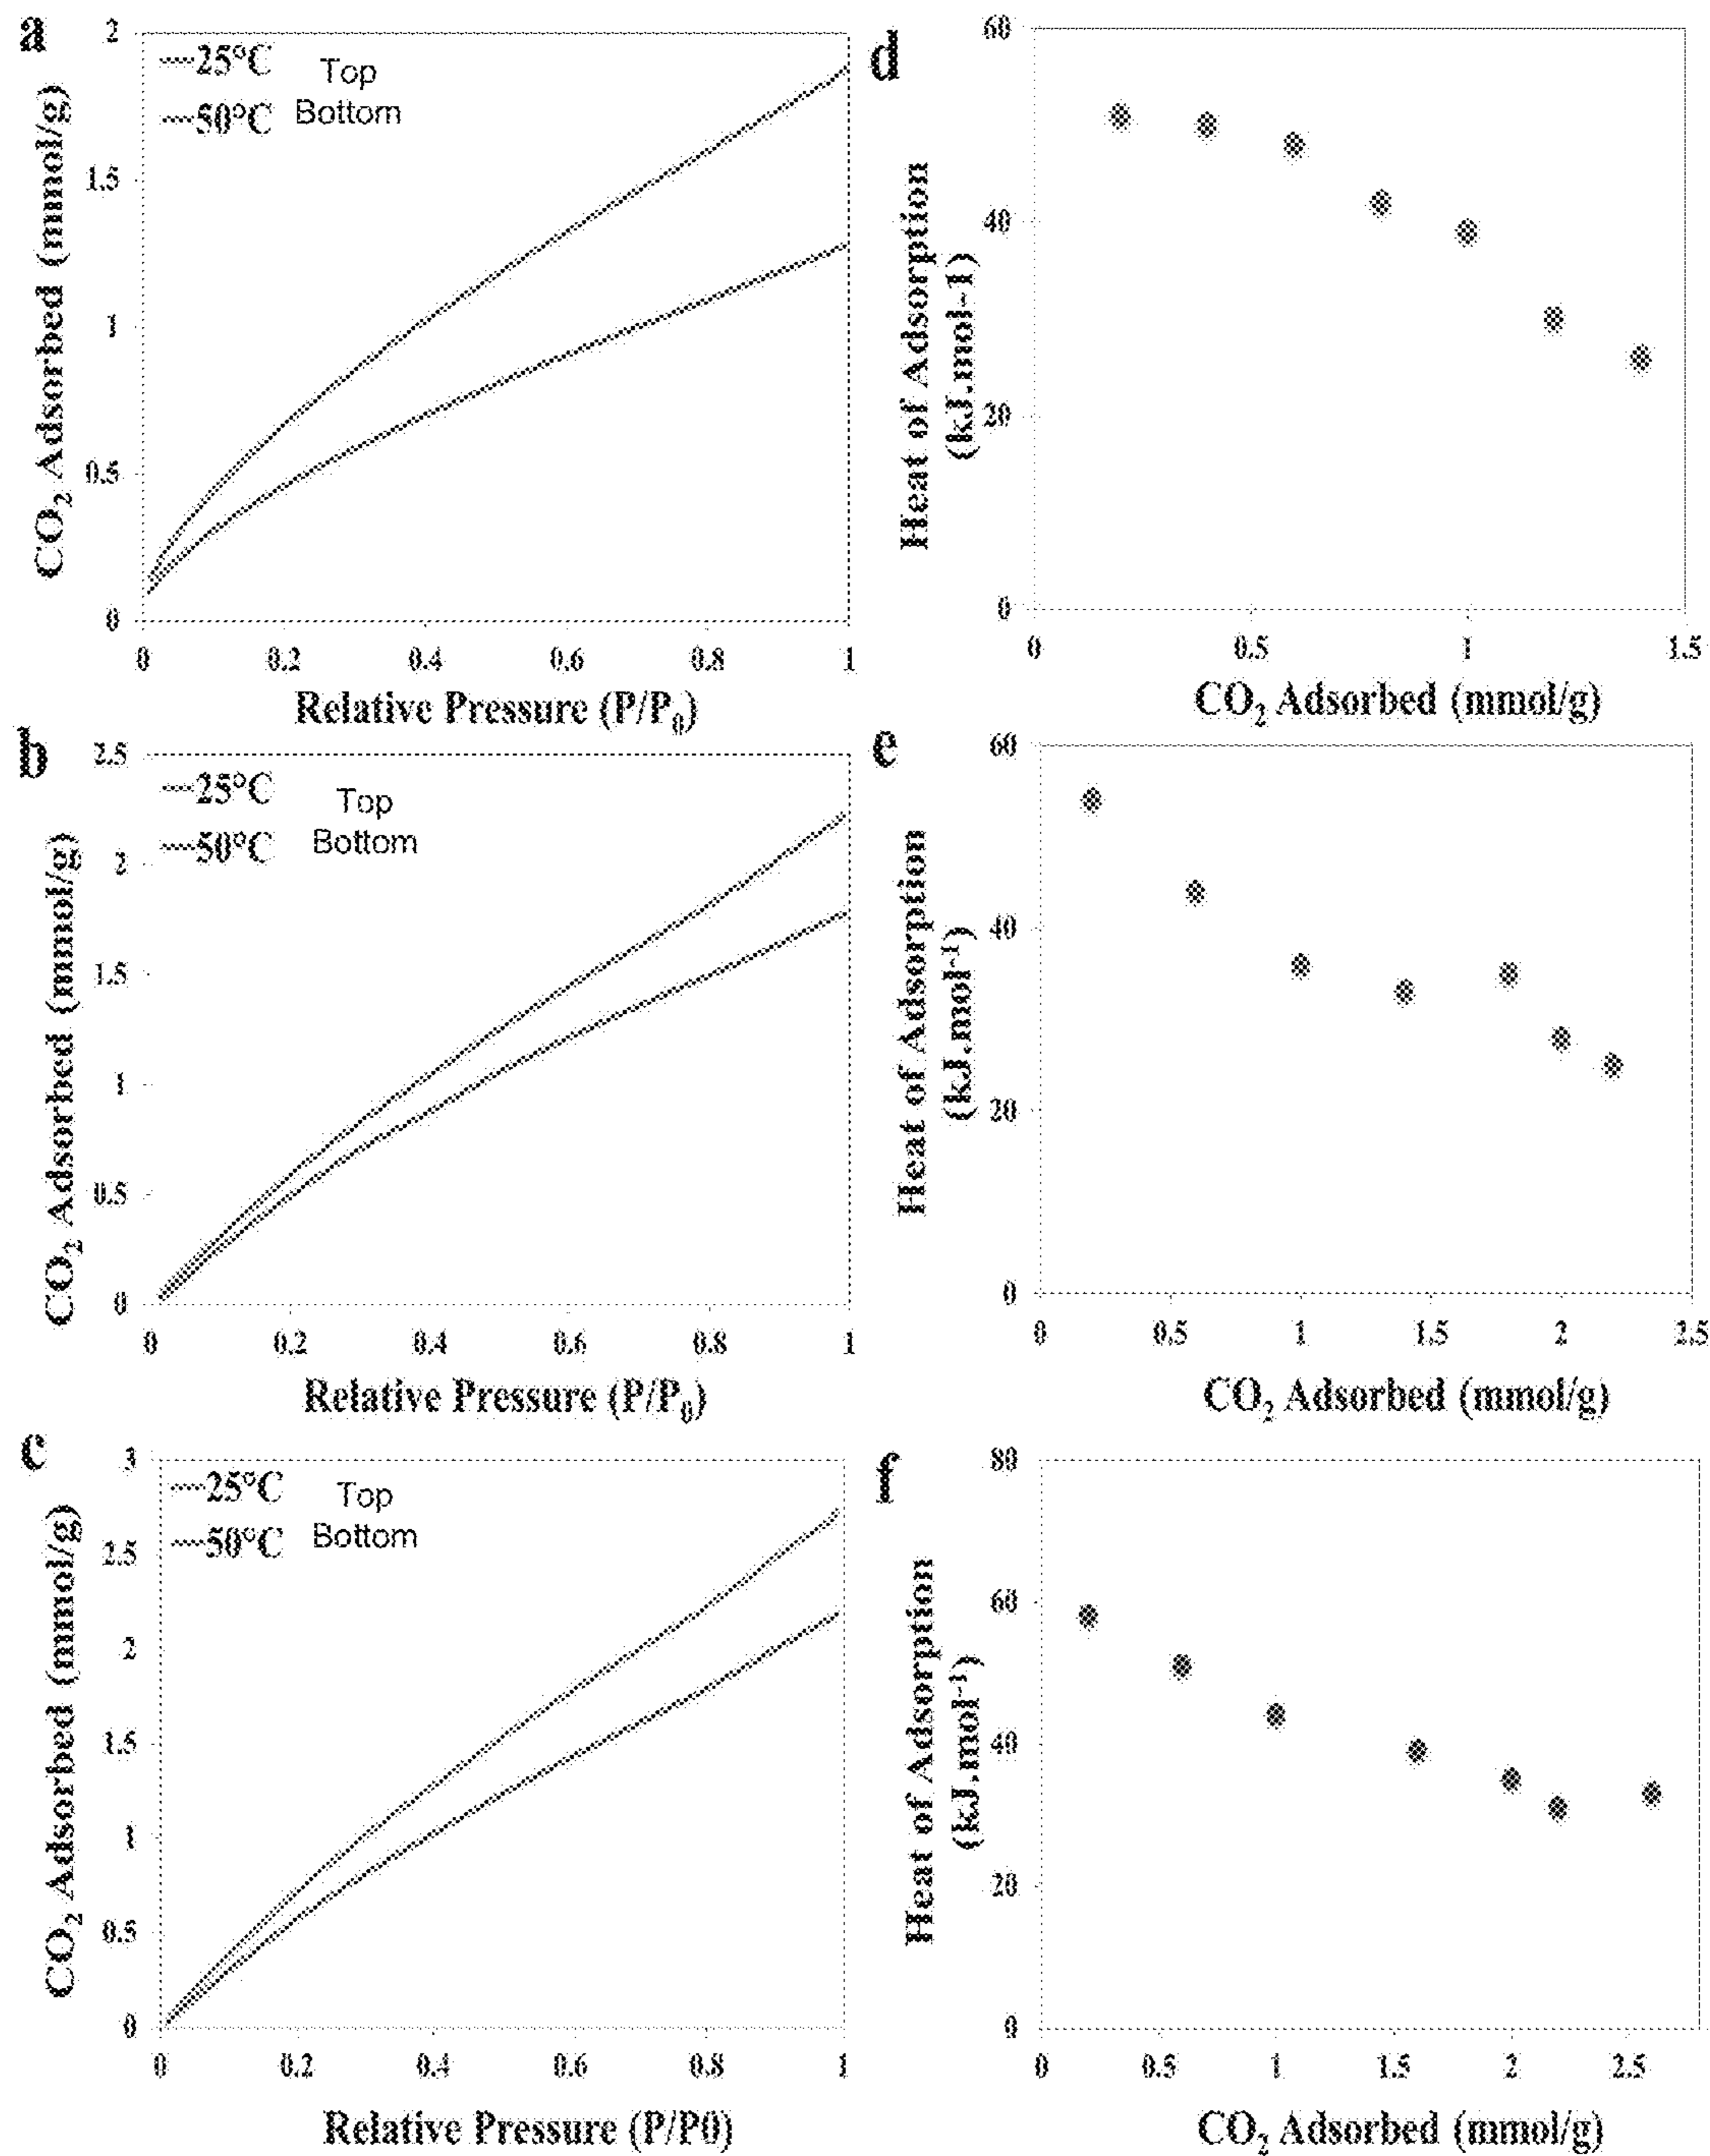 a
2
1.5
1
0.5
0
CO₂ Adsorbed (mmol/g)
25°C Top
50°C Bottom
0 0.2 0.4 0.6 0.8 1
Relative Pressure (P/P₀)
d
60
40
20
0
Heat of Adsorption
(kJ.mol-1)
0 0.5 1 1.5
CO₂ Adsorbed (mmol/g)
b
2.5
2
1.5
1
0.5
0
CO₂ Adsorbed (mmol/g)
25°C Top
50°C Bottom
0 0.2 0.4 0.6 0.8 1
Relative Pressure (P/P₀)
e
60
40
20
0
Heat of Adsorption
(kJ.mol⁻¹)
0 0.5 1 1.5 2 2.5
CO₂ Adsorbed (mmol/g)
c
3
2.5
2
1.5
1
0.5
0
CO₂ Adsorbed (mmol/g)
25°C Top
50°C Bottom
0 0.2 0.4 0.6 0.8 1
Relative Pressure (P/P0)
f
80
60
40
20
0
Heat of Adsorption
(kJ.mol⁻¹)
0 0.5 1 1.5 2 2.5
CO₂ Adsorbed (mmol/g)